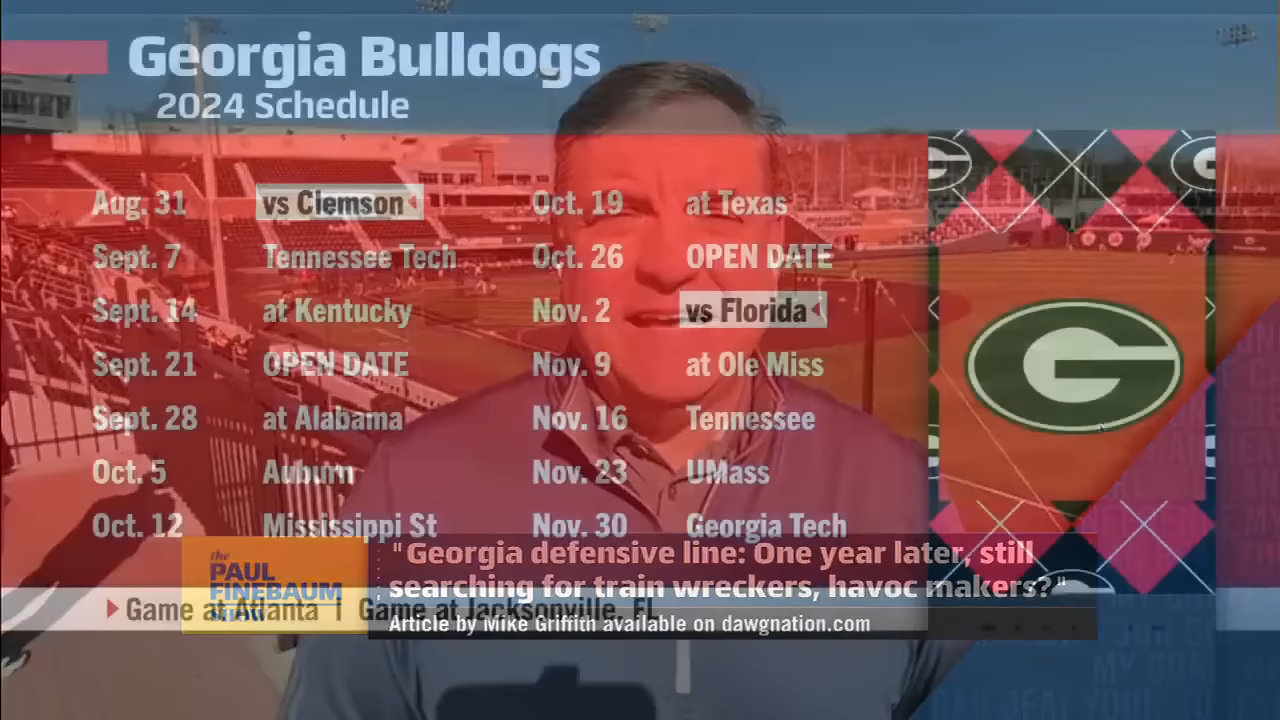 Georgia Bulldogs
2024 Schedule
Aug. 31 vs Clemson
Sept. 7 Tennessee Tech
Sept. 14 at Kentucky
Sept. 21 OPEN DATE
Sept. 28 at Alabama
Oct. 5 Auburn
Oct. 12 Mississippi St
Oct. 19 at Texas
Oct. 26 OPEN DATE
Nov. 2 vs Florida
Nov. 9 at Ole Miss
Nov. 16 Tennessee
Nov. 23 UMass
Nov. 30 Georgia Tech
G
the
PAUL
FINEBAUM
SHOW
"Georgia defensive line: One year later, still
searching for train wreckers, havoc makers?"
Article by Mike Griffith available on dawgnation.com
Game at Atlanta | Game at Jacksonville, FL